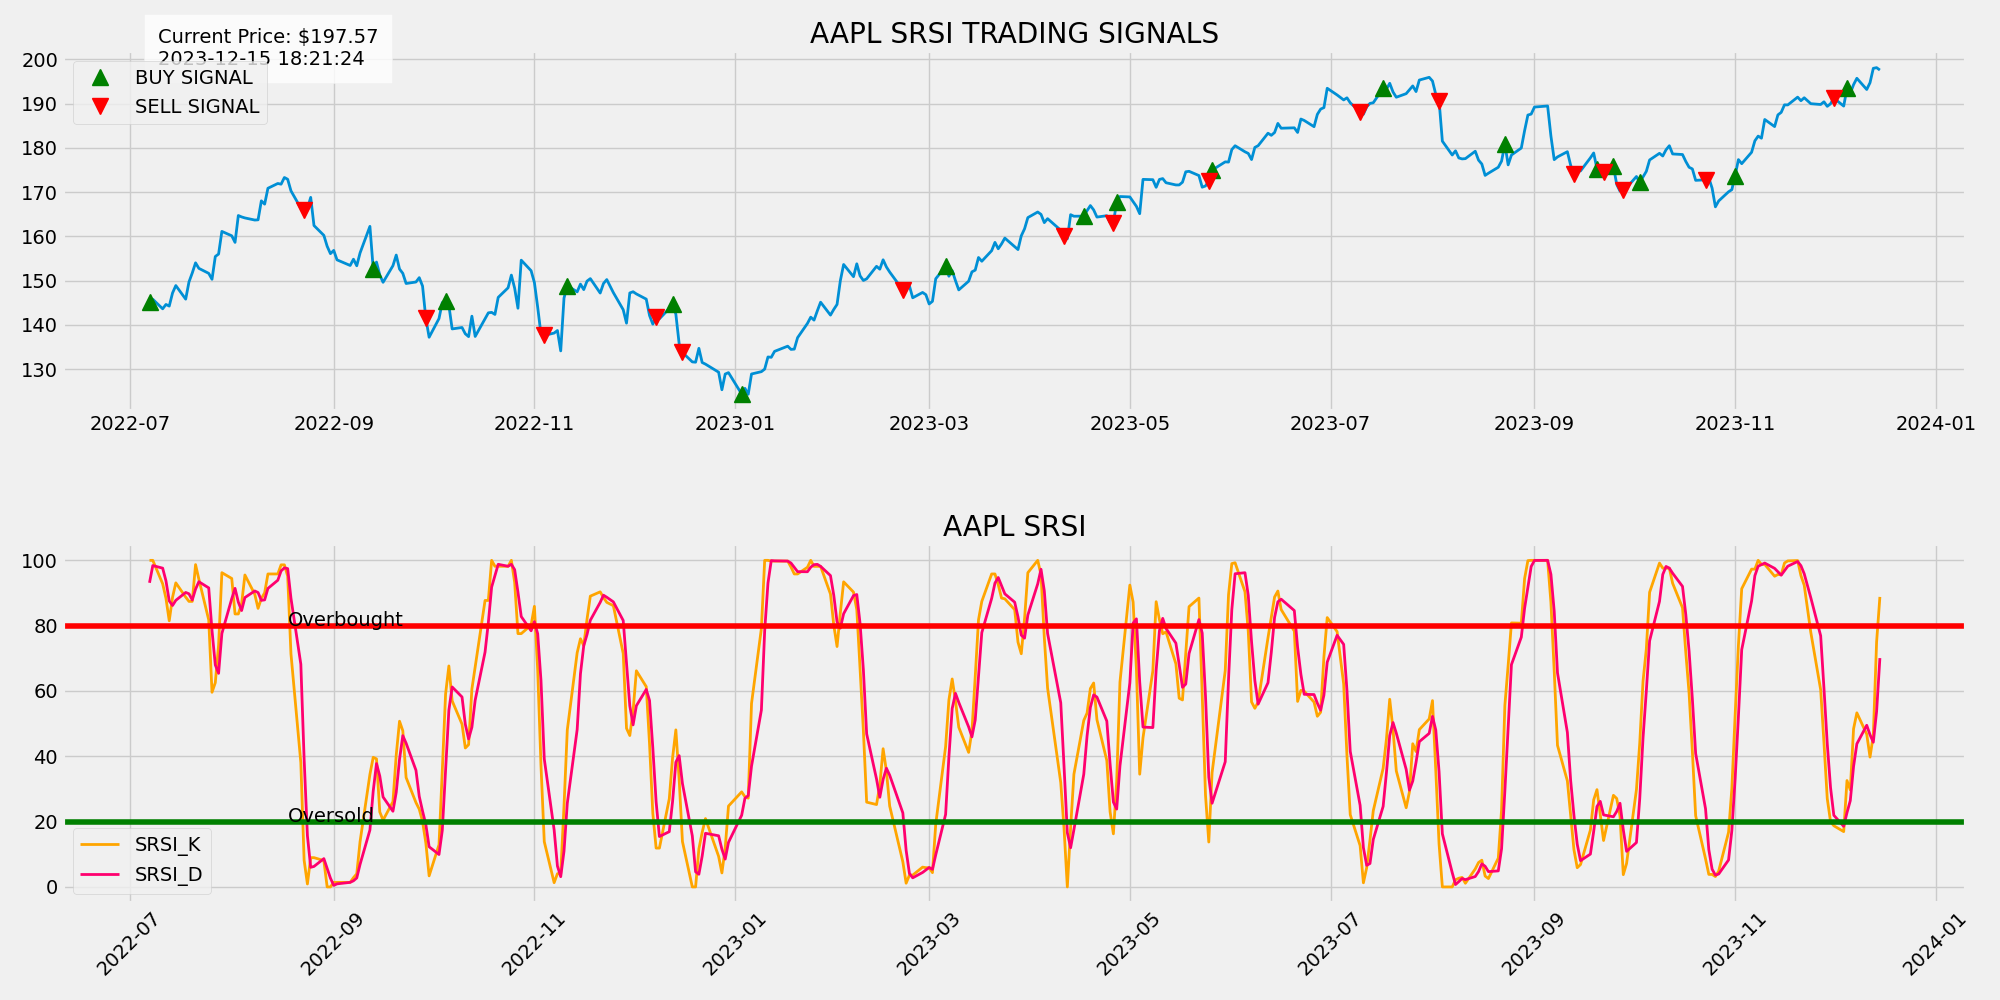 AAPL SRSI TRADING SIGNALS
Current Price: $197.57
2023-12-15 18:21:24
BUY SIGNAL
SELL SIGNAL
200
190
180
170
160
150
140
130
2022-07 2022-09 2022-11 2023-01 2023-03 2023-05 2023-07 2023-09 2023-11 2024-01
AAPL SRSI
100
80
60
40
20
0
Overbought
Oversold
SRSI_K
SRSI_D
2022-07 2022-09 2022-11 2023-01 2023-03 2023-05 2023-07 2023-09 2023-11 2024-01